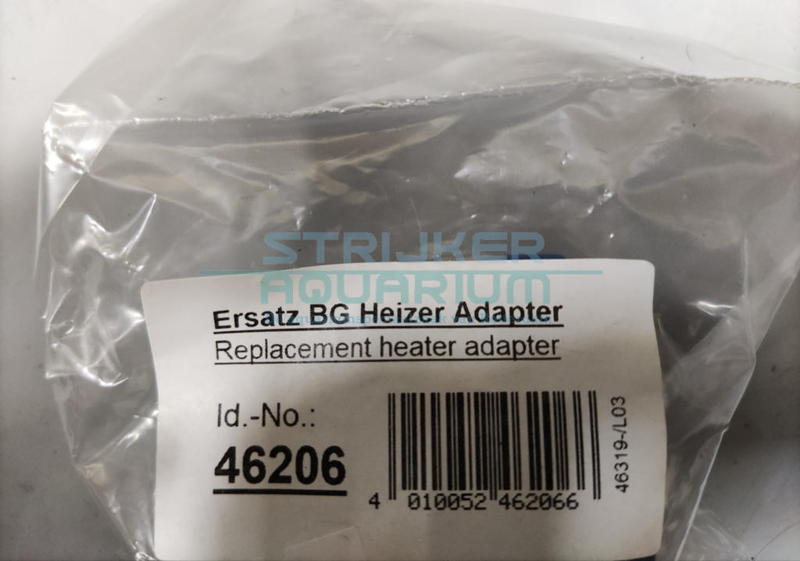 STRIJKER
AQUARIUM
Ersatz BG Heizer Adapter
Replacement heater adapter
Id.-No.:
46206
4 010052 462066
46319-/L03